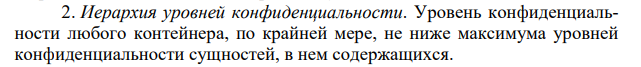 2. Иерархия уровней конфиденциальности. Уровень конфиденциаль-
ности любого контейнера, по крайней мере, не ниже максимума уровней
конфиденциальности сущностей, в нем содержащихся.